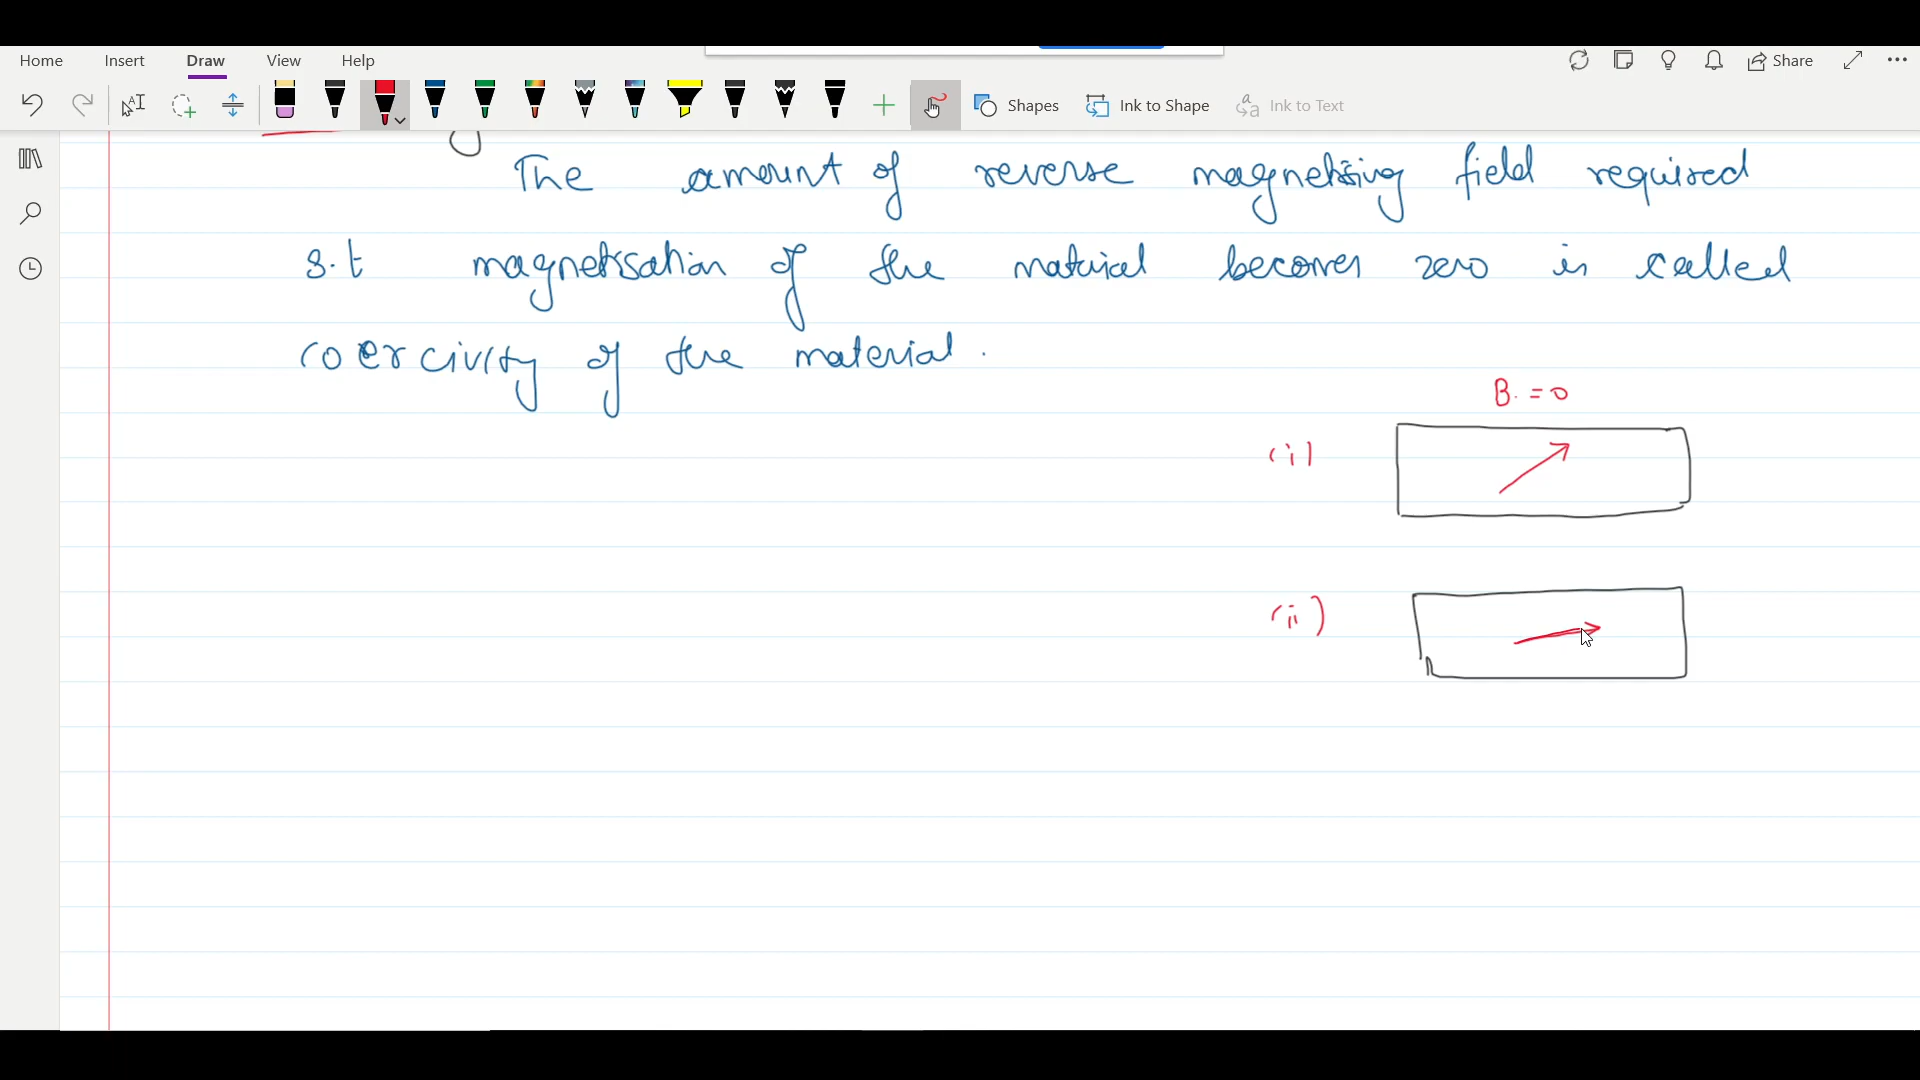 Home Insert Draw View Help
Share
Shapes Ink to Shape Ink to Text
The amount of reverse magnetising field required
s.t magnetisation of the material becomes zero is called
coercivity of the material.
B. = 0
(i)
(ii)